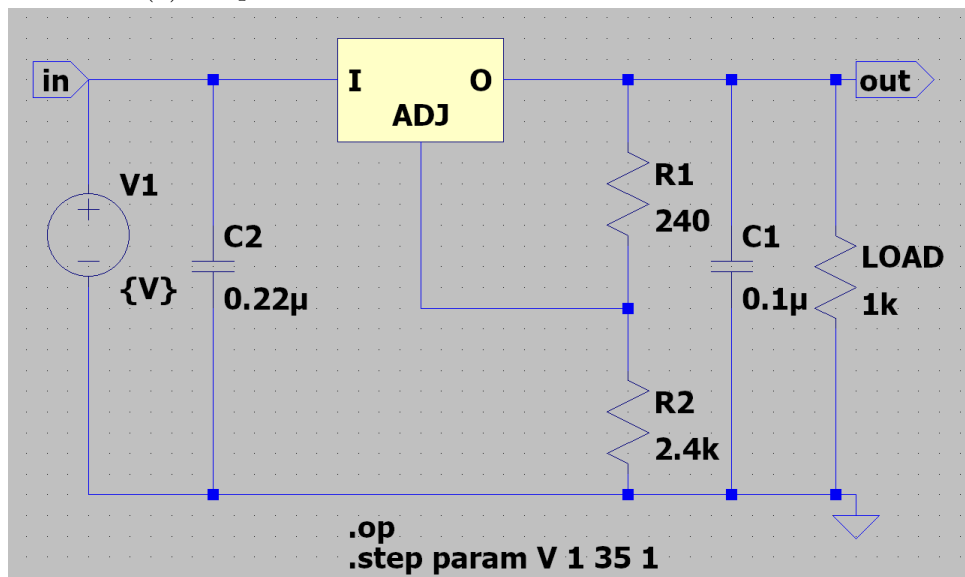 in
I
O
ADJ
out
V1
{V}
C2
0.22µ
R1
240
C1
0.1µ
LOAD
1k
R2
2.4k
.op
.step param V 1 35 1